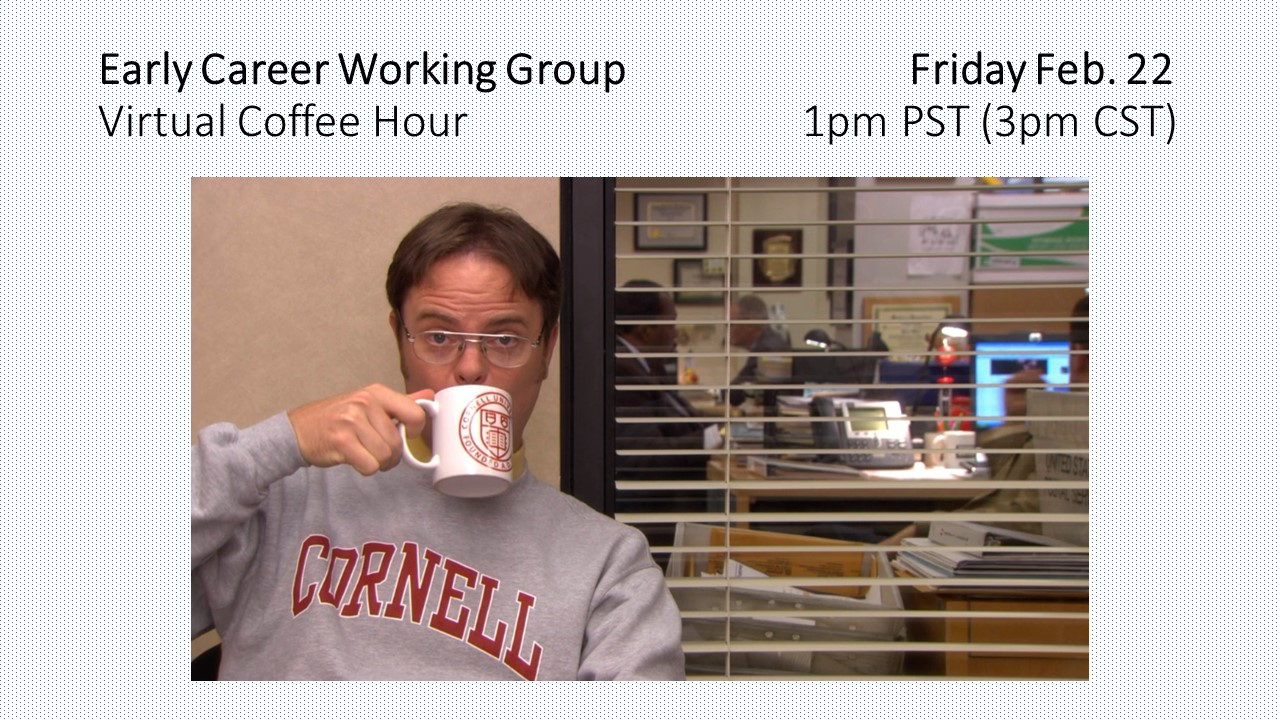 Early Career Working Group
Friday Feb. 22
Virtual Coffee Hour
1pm PST (3pm CST)
CORNELL